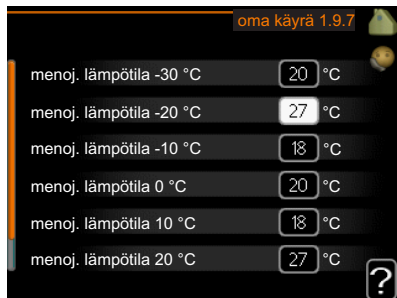 oma käyrä 1.9.7
menoj. lämpötila -30 °C 20 °C
menoj. lämpötila -20 °C 27 °C
menoj. lämpötila -10 °C 18 °C
menoj. lämpötila 0 °C 20 °C
menoj. lämpötila 10 °C 18 °C
menoj. lämpötila 20 °C 27 °C
?